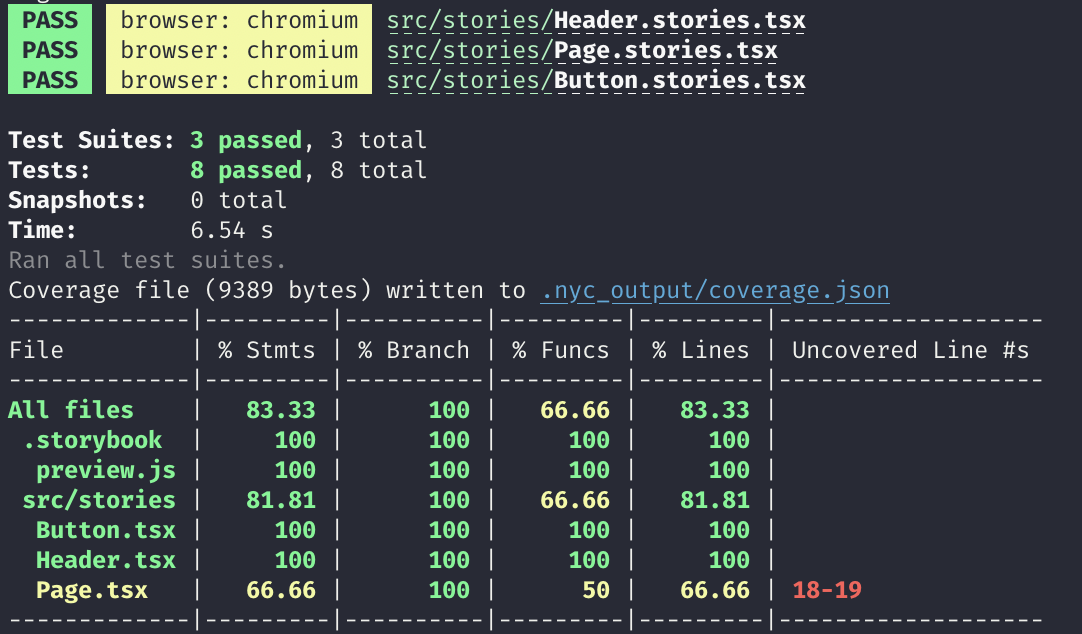 PASS browser: chromium src/stories/Header.stories.tsx
PASS browser: chromium src/stories/Page.stories.tsx
PASS browser: chromium src/stories/Button.stories.tsx
Test Suites: 3 passed, 3 total
Tests:       8 passed, 8 total
Snapshots:   0 total
Time:        6.54 s
Ran all test suites.
Coverage file (9389 bytes) written to .nyc_output/coverage.json
-------------|---------|----------|---------|---------|-------------------
File         | % Stmts | % Branch | % Funcs | % Lines | Uncovered Line #s
-------------|---------|----------|---------|---------|-------------------
All files    |   83.33 |      100 |   66.66 |   83.33 |
 .storybook  |     100 |      100 |     100 |     100 |
  preview.js |     100 |      100 |     100 |     100 |
 src/stories |   81.81 |      100 |   66.66 |   81.81 |
  Button.tsx |     100 |      100 |     100 |     100 |
  Header.tsx |     100 |      100 |     100 |     100 |
  Page.tsx   |   66.66 |      100 |      50 |   66.66 | 18-19
-------------|---------|----------|---------|---------|-------------------